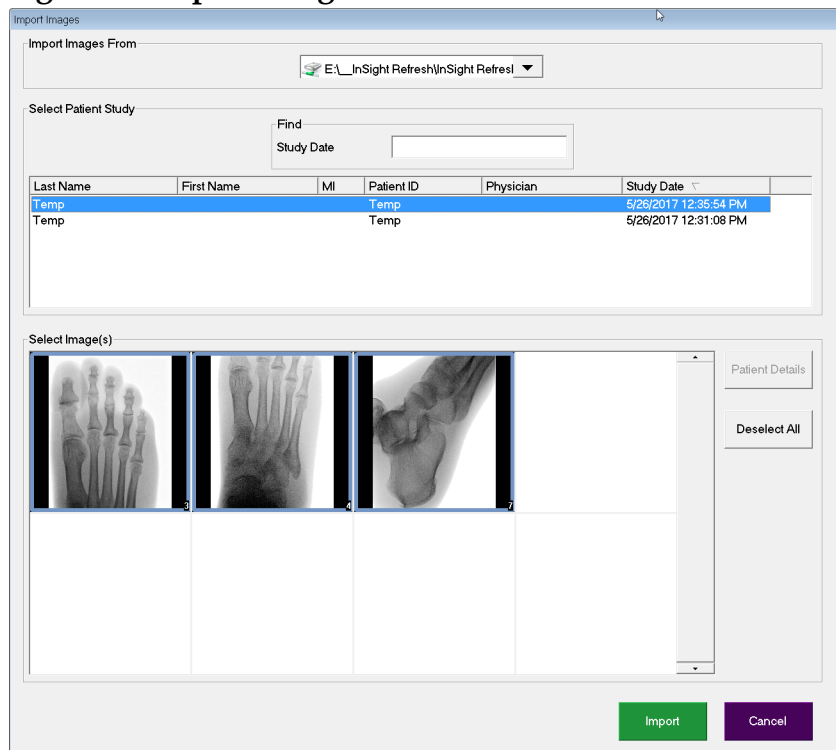 Import Images
Import Images From
E:\__InSight Refresh\InSight Refresl
Select Patient Study
Find
Study Date
Last Name First Name MI Patient ID Physician Study Date
Temp Temp 5/26/2017 12:35:54 PM
Temp Temp 5/26/2017 12:31:08 PM
Select Image(s)
3 4 7
Patient Details
Deselect All
Import Cancel